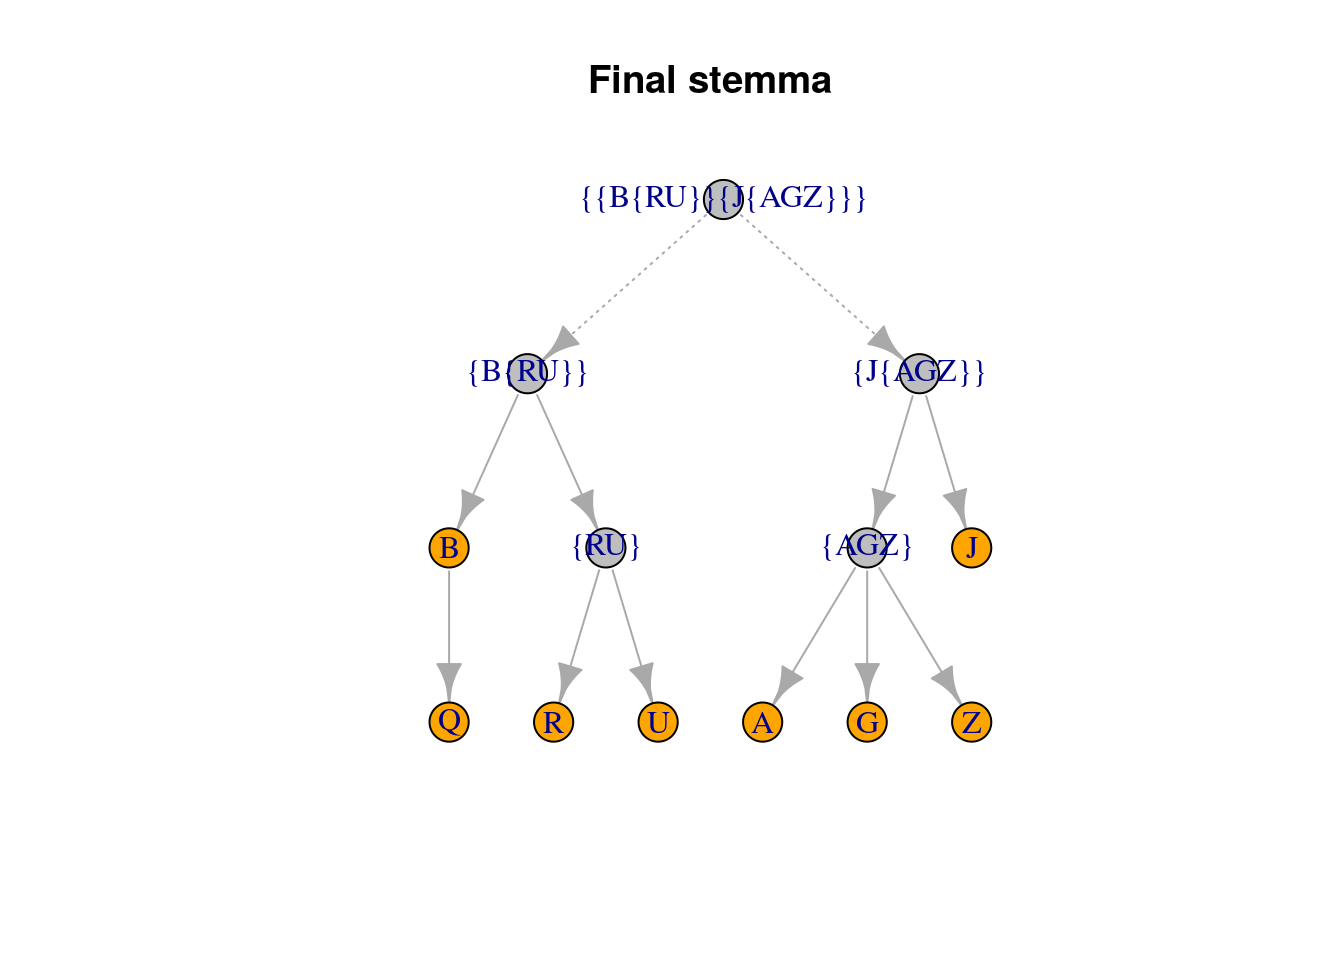 Final stemma
{{B{RU}}{J{AGZ}}}
{B{RU}} {J{AGZ}}
B {RU} {AGZ} J
Q R U A G Z